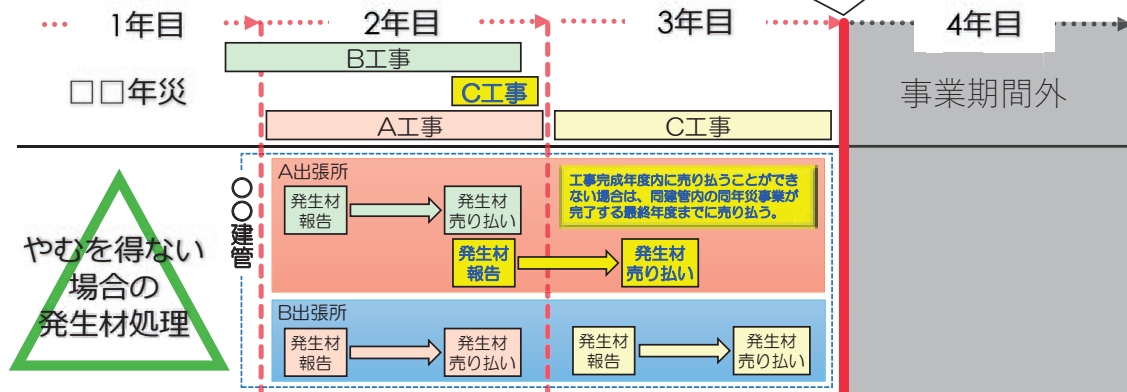 1年目
2年目
3年目
4年目
B工事
□□年災
C工事
事業期間外
A工事
C工事
〇〇建管
A出張所
発生材
報告
発生材
売り払い
工事完成年度内に売り払うことができ
ない場合は、同建管内の同年災事業が
完了する最終年度までに売り払う。
発生材
報告
発生材
売り払い
やむを得ない
場合の
発生材処理
B出張所
発生材
報告
発生材
売り払い
発生材
報告
発生材
売り払い